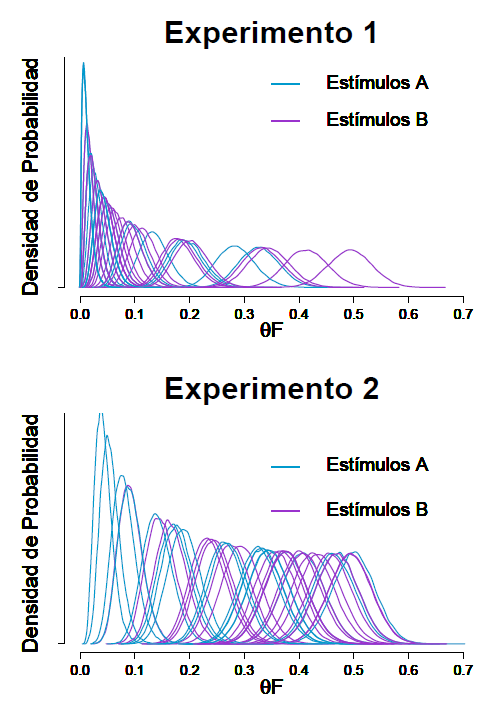 Experimento 1
Densidad de Probabilidad
Estímulos A
Estímulos B
0.0 0.1 0.2 0.3 0.4 0.5 0.6 0.7
θF
Experimento 2
Densidad de Probabilidad
Estímulos A
Estímulos B
0.0 0.1 0.2 0.3 0.4 0.5 0.6 0.7
θF